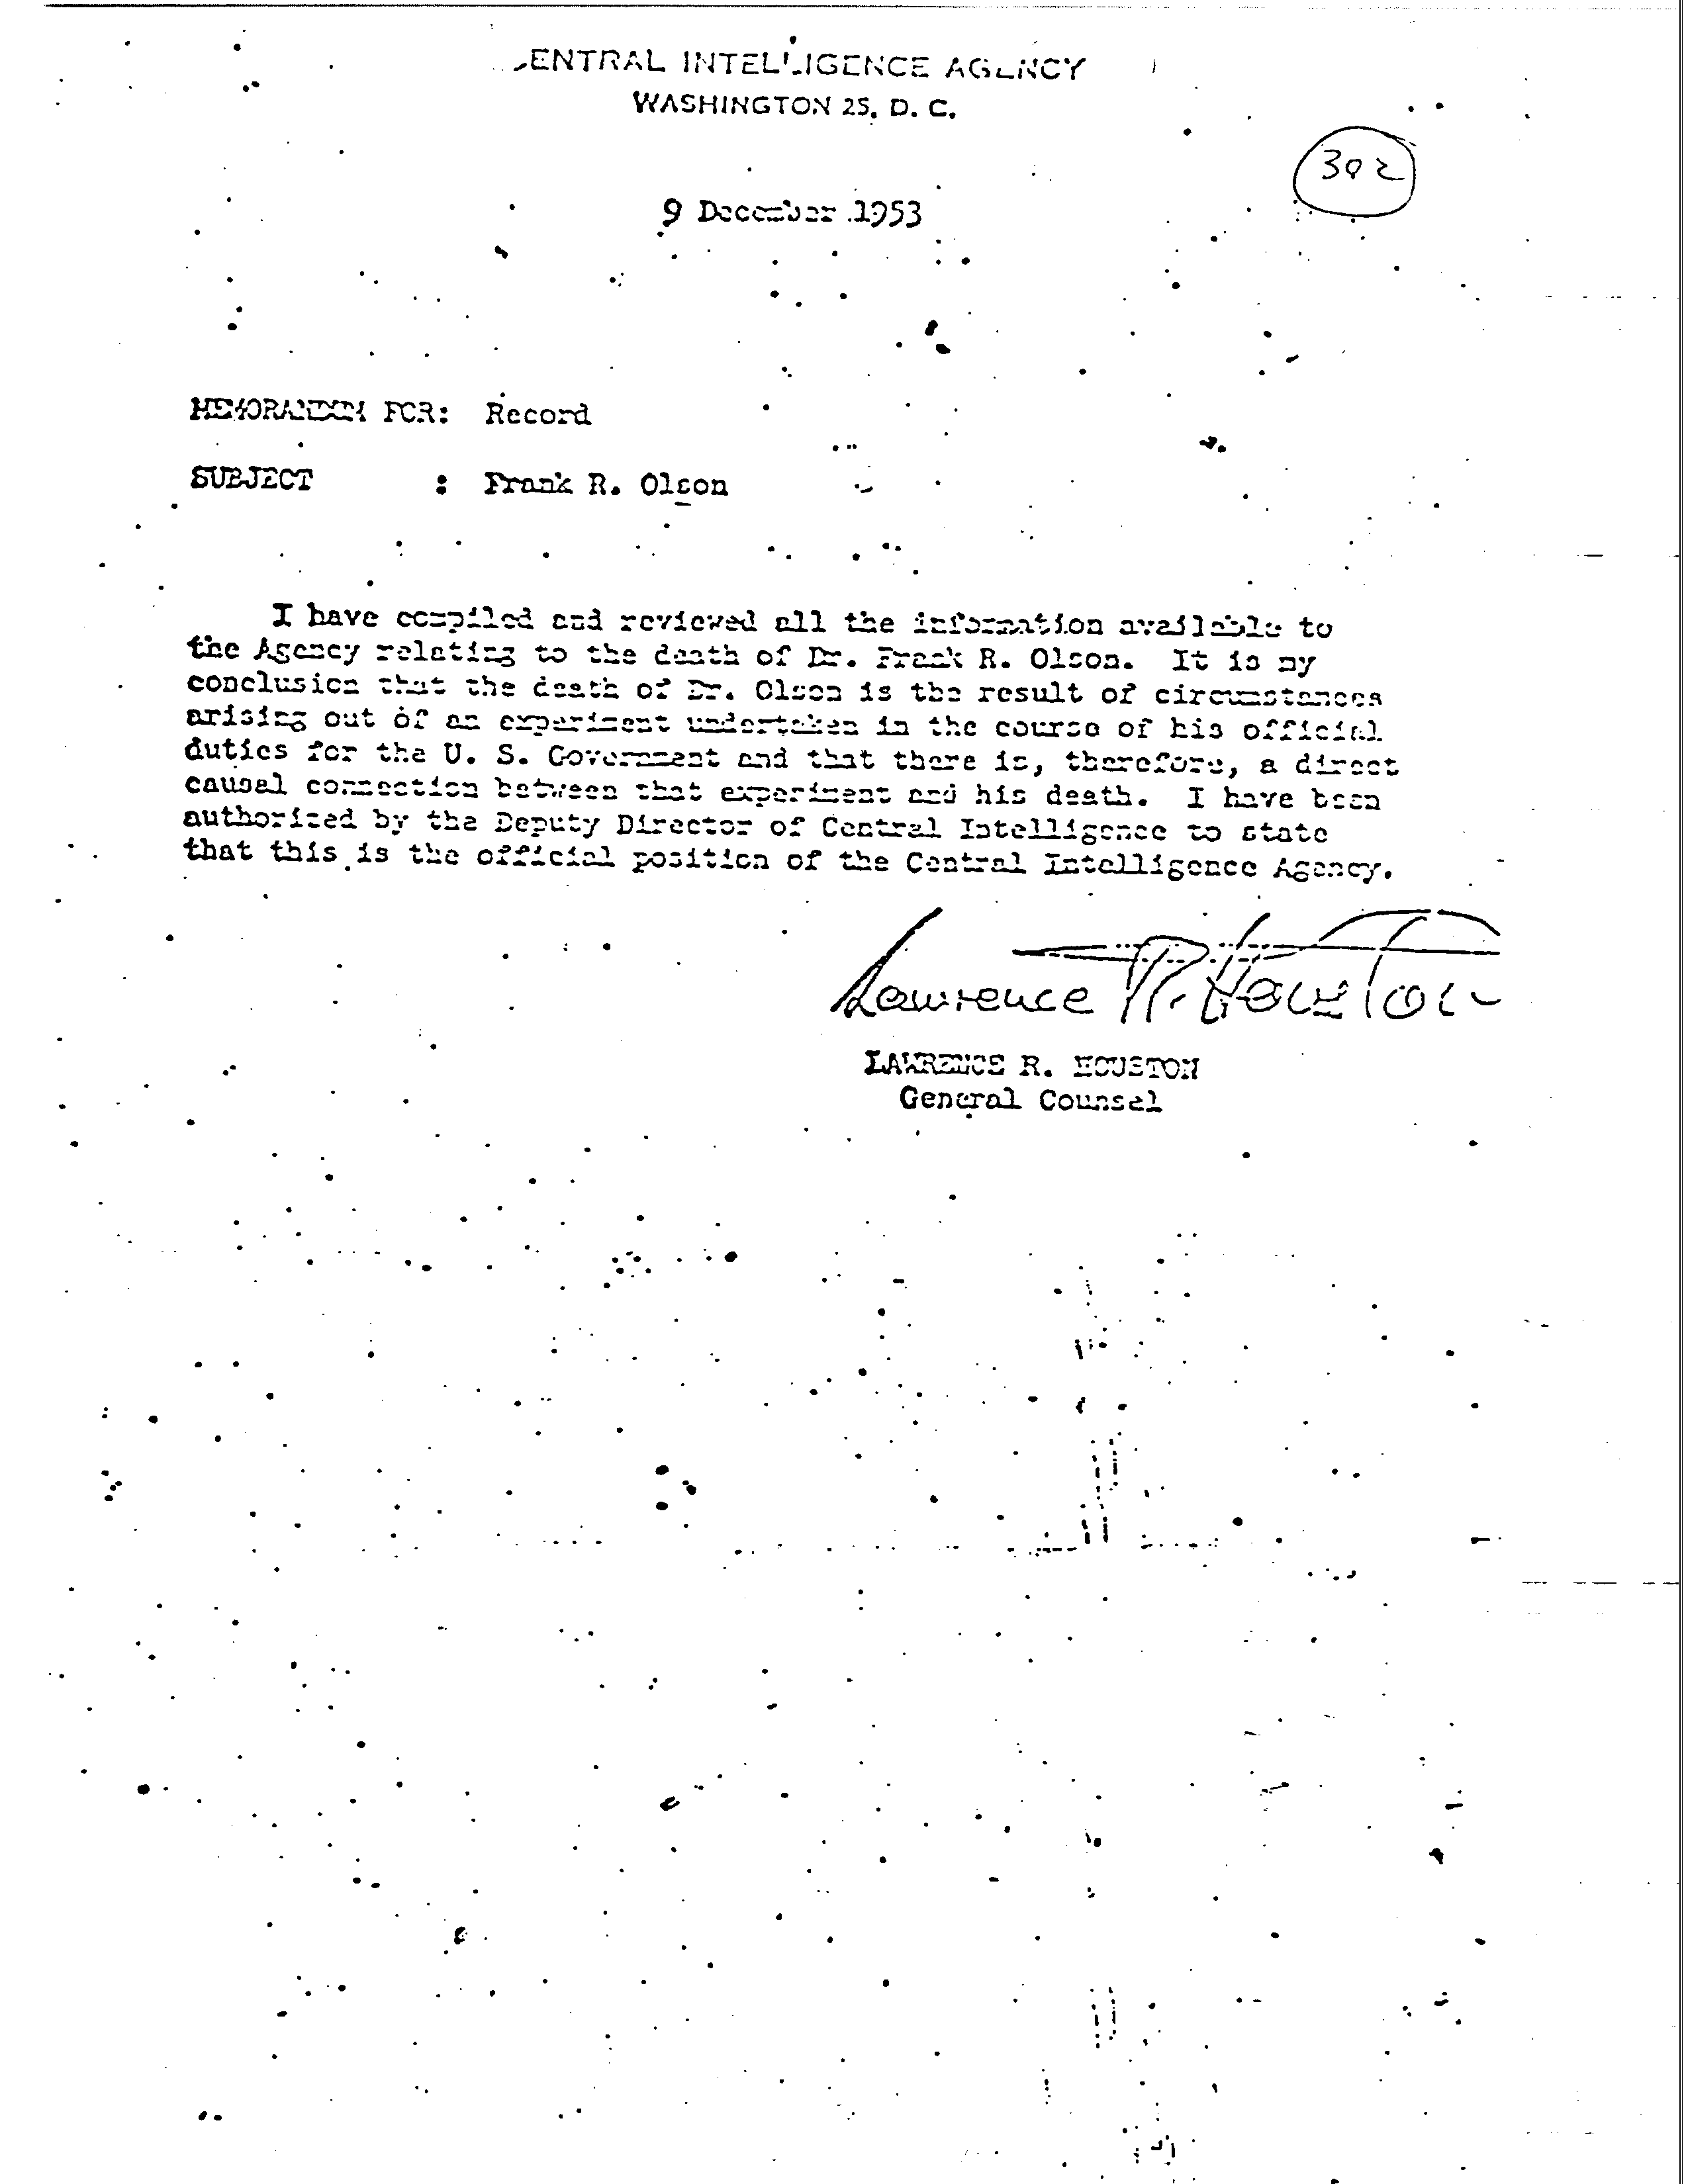 CENTRAL INTELLIGENCE AGENCY
WASHINGTON 25, D. C.
302
9 December 1953
MEMORANDUM FOR: Record
SUBJECT : Frank R. Olson
I have compiled and reviewed all the information available to
the Agency relating to the death of Dr. Frank R. Olson. It is my
conclusion that the death of Dr. Olson is the result of circumstances
arising out of an experiment undertaken in the course of his official
duties for the U. S. Government and that there is, therefore, a direct
causal connection between that experiment and his death. I have been
authorized by the Deputy Director of Central Intelligence to state
that this is the official position of the Central Intelligence Agency.
Lawrence R. Houston
LAWRENCE R. HOUSTON
General Counsel